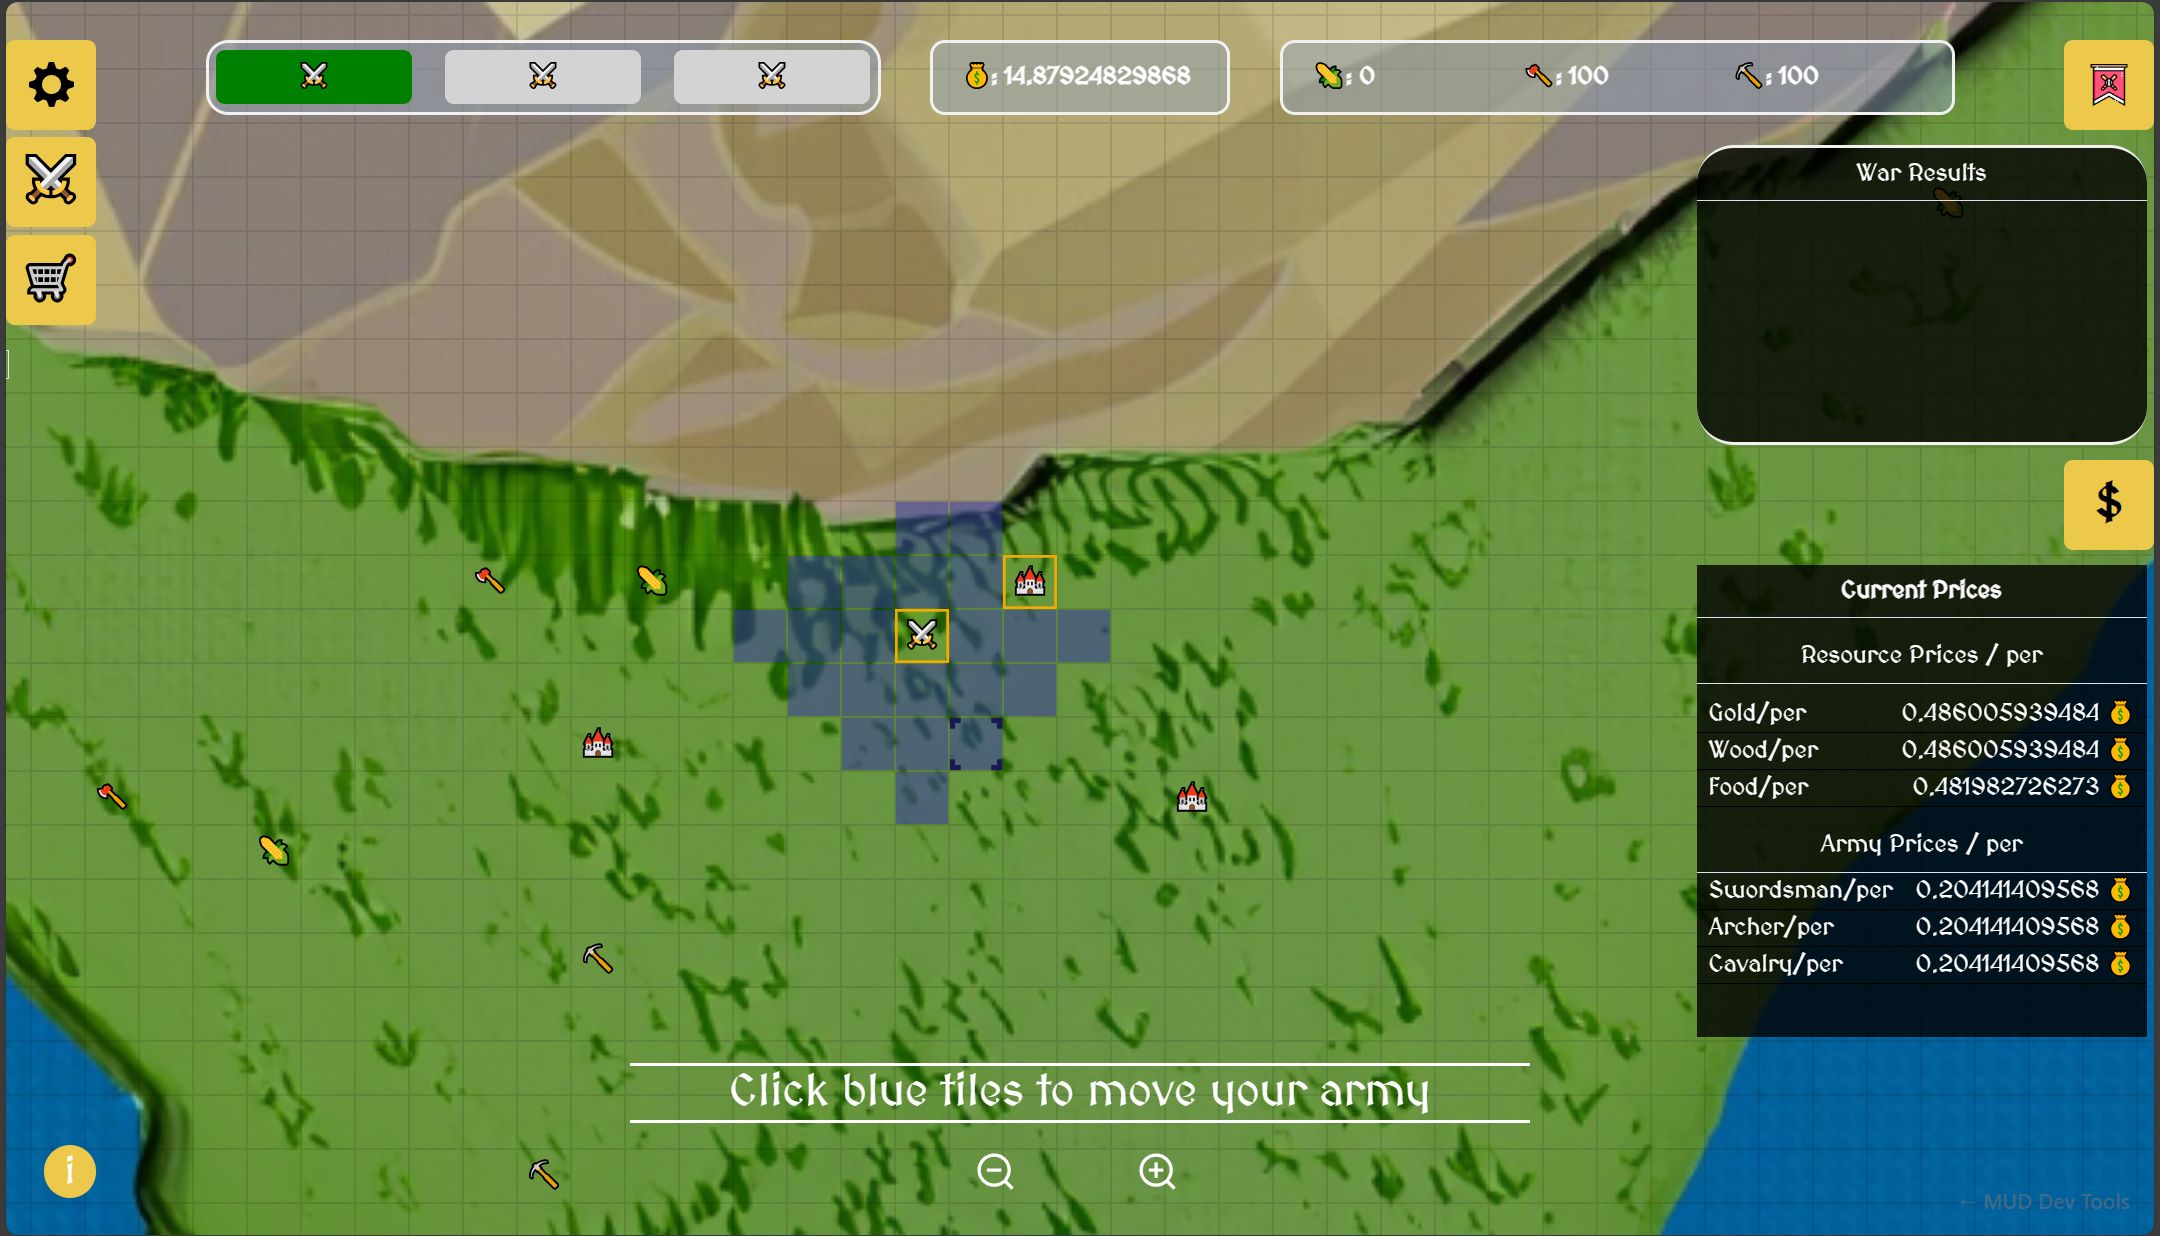 : 14.87924829868
: 0
: 100
: 100
War Results
$
Current Prices
Resource Prices / per
Gold/per 0.486005939484
Wood/per 0.486005939484
Food/per 0.481982726273
Army Prices / per
Swordsman/per 0.204141409568
Archer/per 0.204141409568
Cavalry/per 0.204141409568
Click blue tiles to move your army
i
← MUD Dev Tools